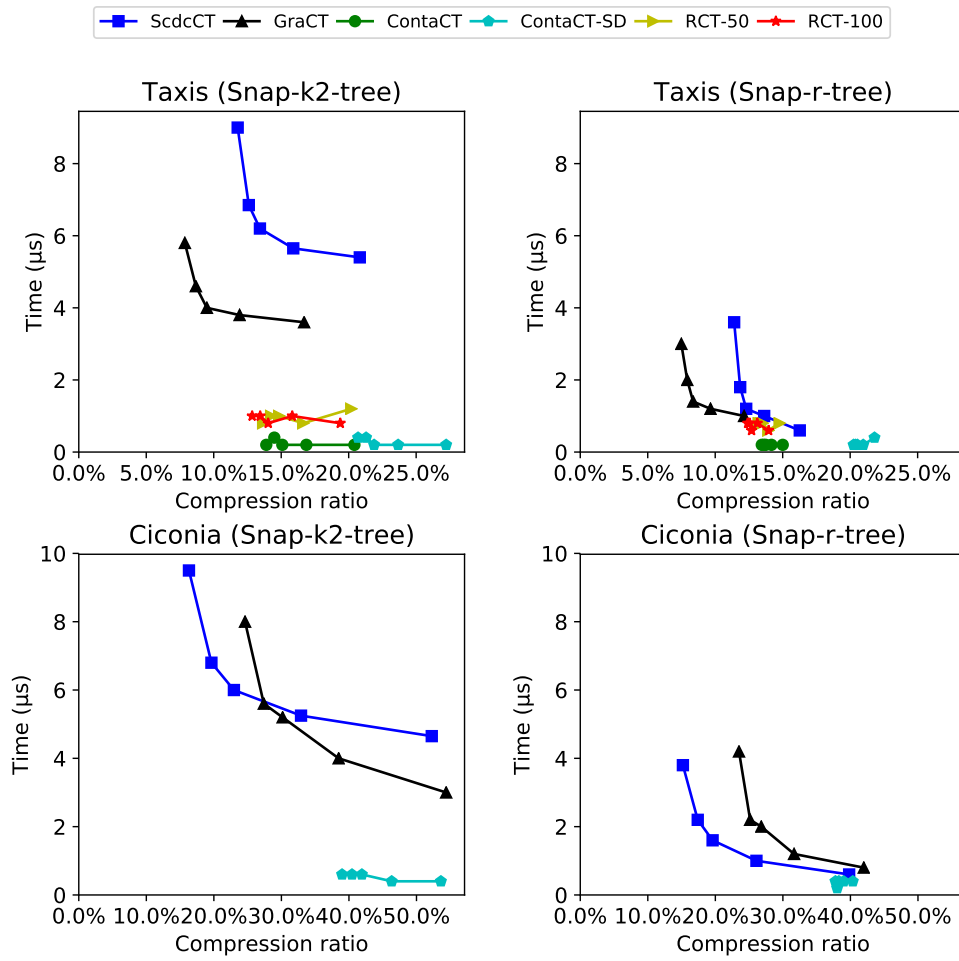 ScdcCT GraCT ContaCT ContaCT-SD RCT-50 RCT-100
Taxis (Snap-k2-tree)
Time (μs)
8
6
4
2
0
0.0% 5.0% 10.0% 15.0% 20.0% 25.0%
Compression ratio
Taxis (Snap-r-tree)
Time (μs)
8
6
4
2
0
0.0% 5.0% 10.0% 15.0% 20.0% 25.0%
Compression ratio
Ciconia (Snap-k2-tree)
Time (μs)
10
8
6
4
2
0
0.0% 10.0% 20.0% 30.0% 40.0% 50.0%
Compression ratio
Ciconia (Snap-r-tree)
Time (μs)
10
8
6
4
2
0
0.0% 10.0% 20.0% 30.0% 40.0% 50.0%
Compression ratio